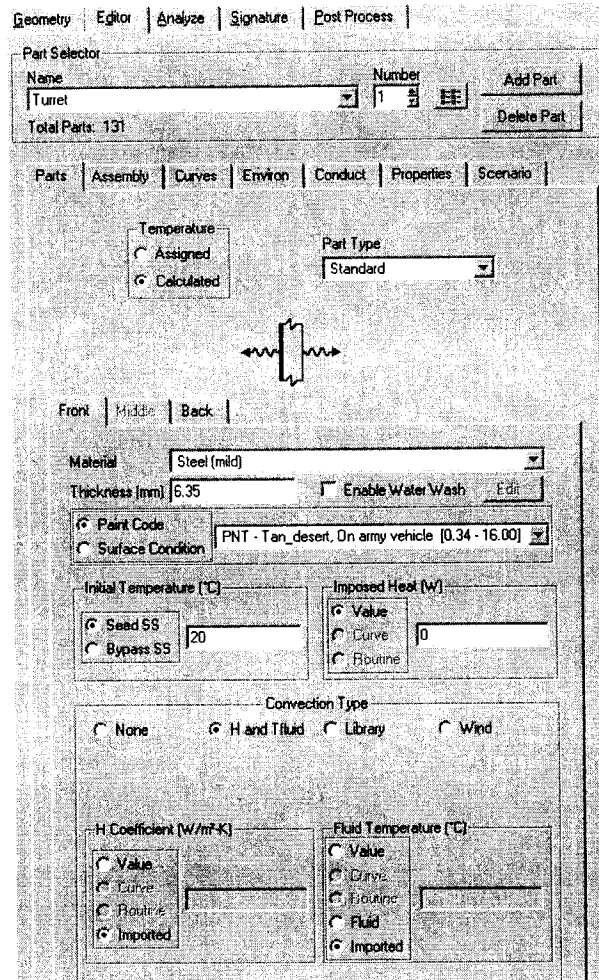 Geometry Editor Analyze Signature Post Process
Part Selector
Name Number
Turret 1 Add Part
Total Parts: 131 Delete Part
Parts Assembly Curves Environ Conduct Properties Scenario
Temperature
Assigned Part Type
Calculated Standard
Front Middle Back
Material Steel (mild)
Thickness (mm) 6.35 Enable Water Wash Edit
Paint Code
Surface Condition PNT - Tan_desert, On army vehicle [0.34 - 16.00]
Initial Temperature (°C) Imposed Heat (W)
Seed SS 20 Value
Bypass SS Curve 0
Routine
Convection Type
None H and Tfluid Library Wind
H Coefficient (W/m²-K) Fluid Temperature (°C)
Value Value
Curve Curve
Routine Routine
Imported Fluid
Imported